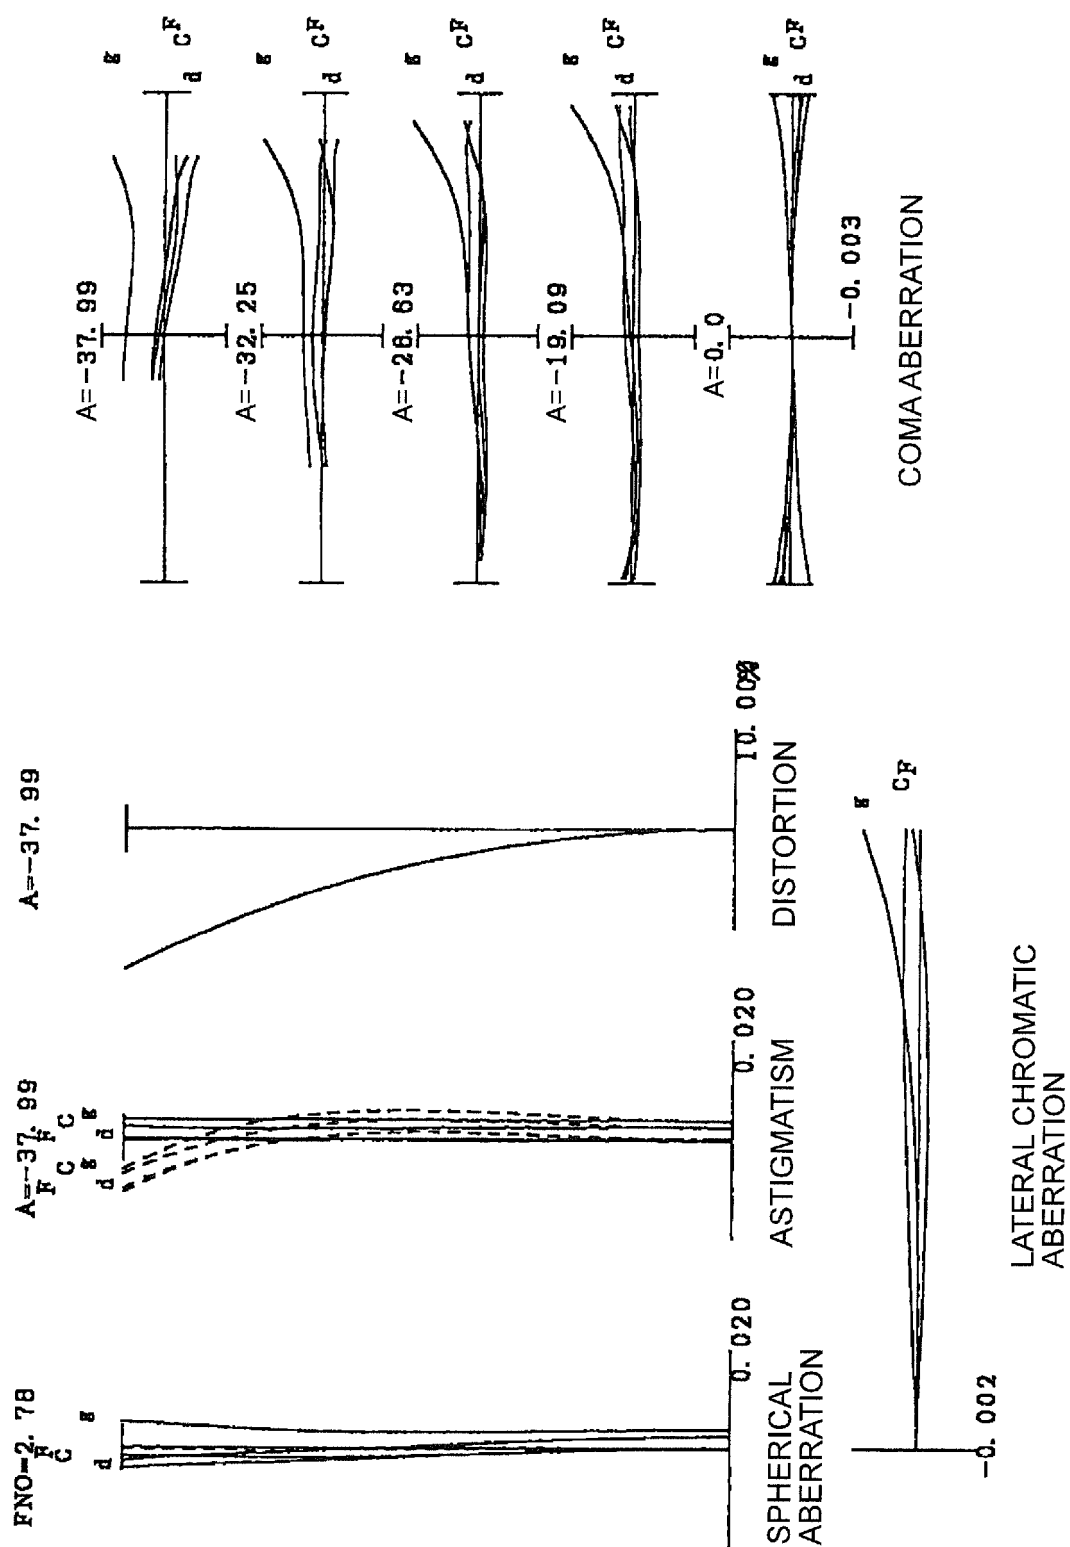 FNO=2. 78
F
C
d
g
0. 020
SPHERICAL
ABERRATION
A=-37. 99
F
C
d
g
F
C
d
g
0. 020
ASTIGMATISM
A=-37. 99
10. 00%
DISTORTION
g
C F
-0. 002
LATERAL CHROMATIC
ABERRATION
A=-37. 99
g
C F
d
A=-32. 25
g
C F
d
A=-28. 63
g
C F
d
A=-19. 09
g
C F
d
A=0. 0
g
C F
d
-0. 003
COMA ABERRATION